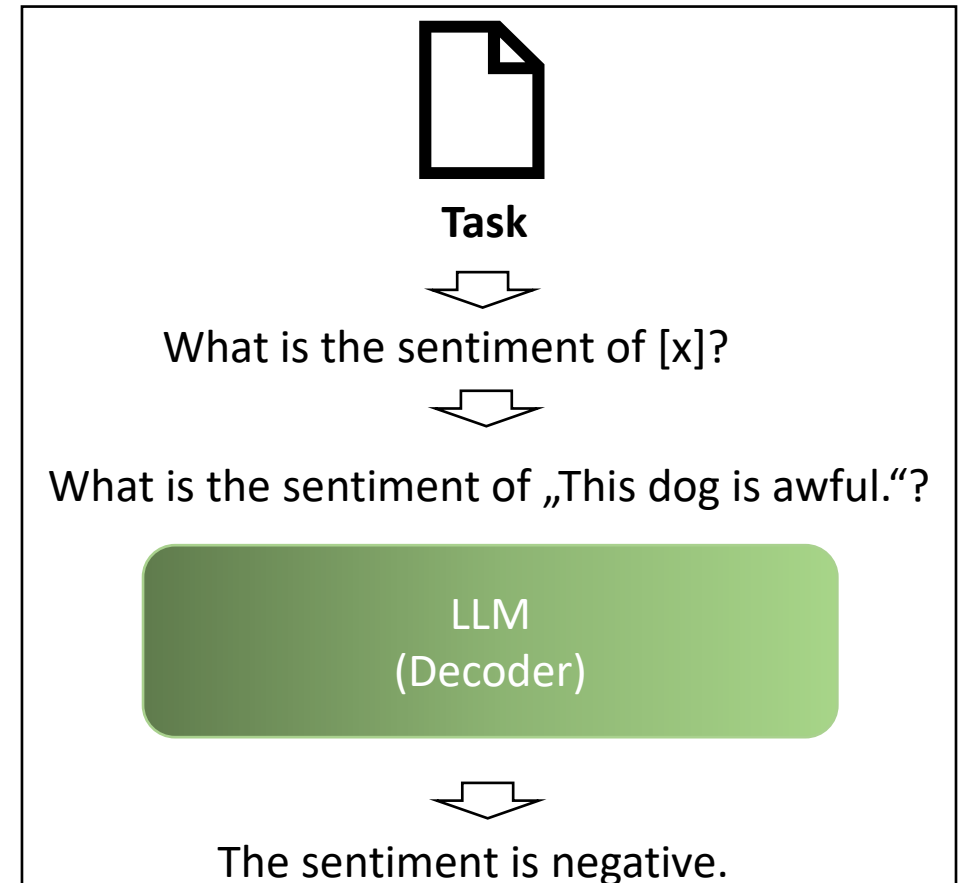 Task
What is the sentiment of [x]?
What is the sentiment of „This dog is awful.“?
LLM
(Decoder)
The sentiment is negative.